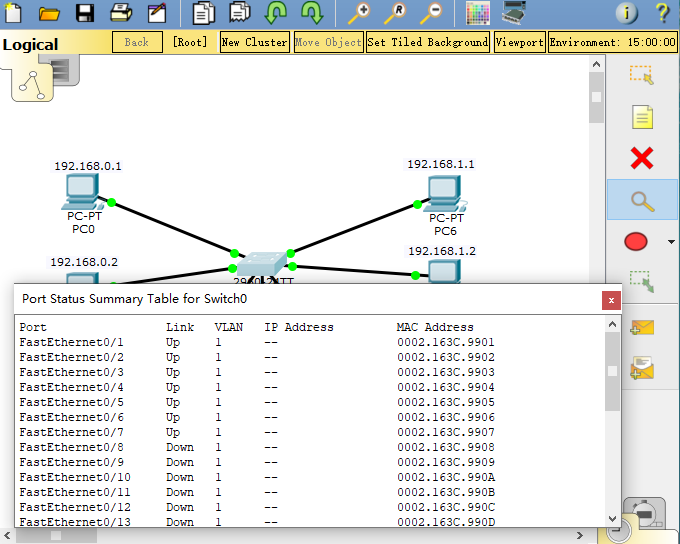 R
i
?
Logical
Back
[Root]
New Cluster
Move Object
Set Tiled Background
Viewport
Environment: 15:00:00
192.168.0.1
PC-PT
PC0
192.168.1.1
PC-PT
PC6
192.168.0.2
192.168.1.2
Port Status Summary Table for Switch0
x
Port Link VLAN IP Address MAC Address
FastEthernet0/1 Up 1 -- 0002.163C.9901
FastEthernet0/2 Up 1 -- 0002.163C.9902
FastEthernet0/3 Up 1 -- 0002.163C.9903
FastEthernet0/4 Up 1 -- 0002.163C.9904
FastEthernet0/5 Up 1 -- 0002.163C.9905
FastEthernet0/6 Up 1 -- 0002.163C.9906
FastEthernet0/7 Up 1 -- 0002.163C.9907
FastEthernet0/8 Down 1 -- 0002.163C.9908
FastEthernet0/9 Down 1 -- 0002.163C.9909
FastEthernet0/10 Down 1 -- 0002.163C.990A
FastEthernet0/11 Down 1 -- 0002.163C.990B
FastEthernet0/12 Down 1 -- 0002.163C.990C
FastEthernet0/13 Down 1 -- 0002.163C.990D